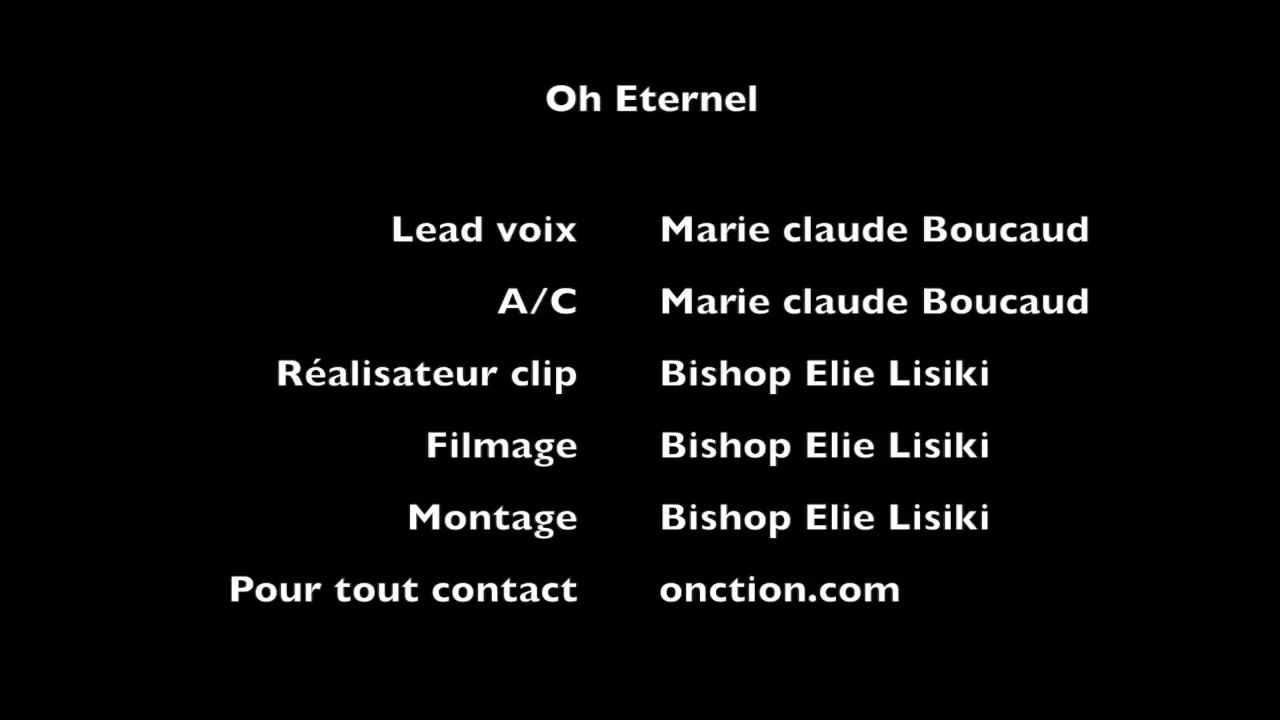 Oh Eternel
Lead voix Marie claude Boucaud
A/C Marie claude Boucaud
Réalisateur clip Bishop Elie Lisiki
Filmage Bishop Elie Lisiki
Montage Bishop Elie Lisiki
Pour tout contact onction.com